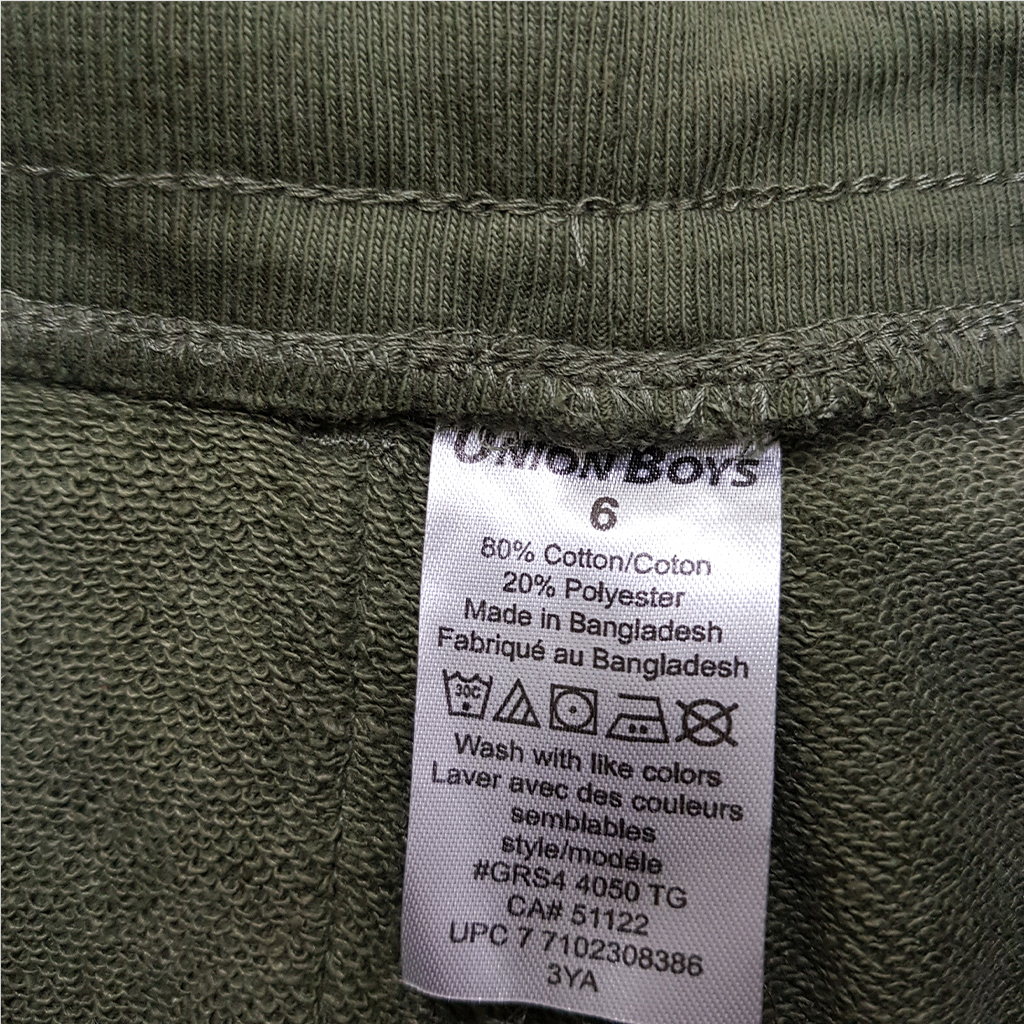 UNION BOYS
6
80% Cotton/Coton
20% Polyester
Made in Bangladesh
Fabriqué au Bangladesh
30C
Wash with like colors
Laver avec des couleurs
semblables
style/modéle
#GRS4 4050 TG
CA# 51122
UPC 7 7102308386
3YA